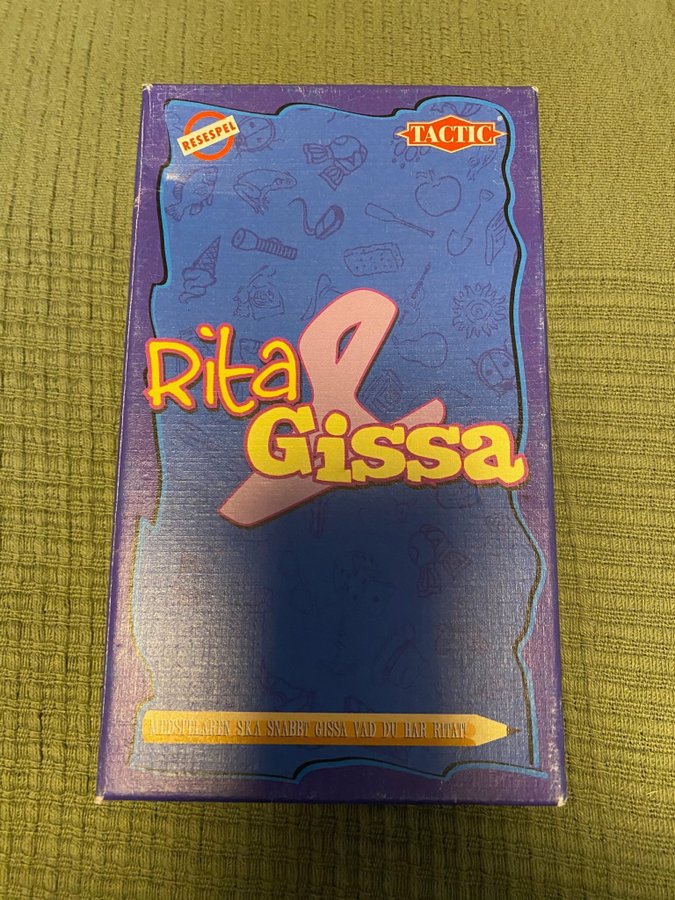 RESESPEL
TACTIC®
Rita
&
Gissa
MEDSPELAREN SKA SNABBT GISSA VAD DU HAR RITAT